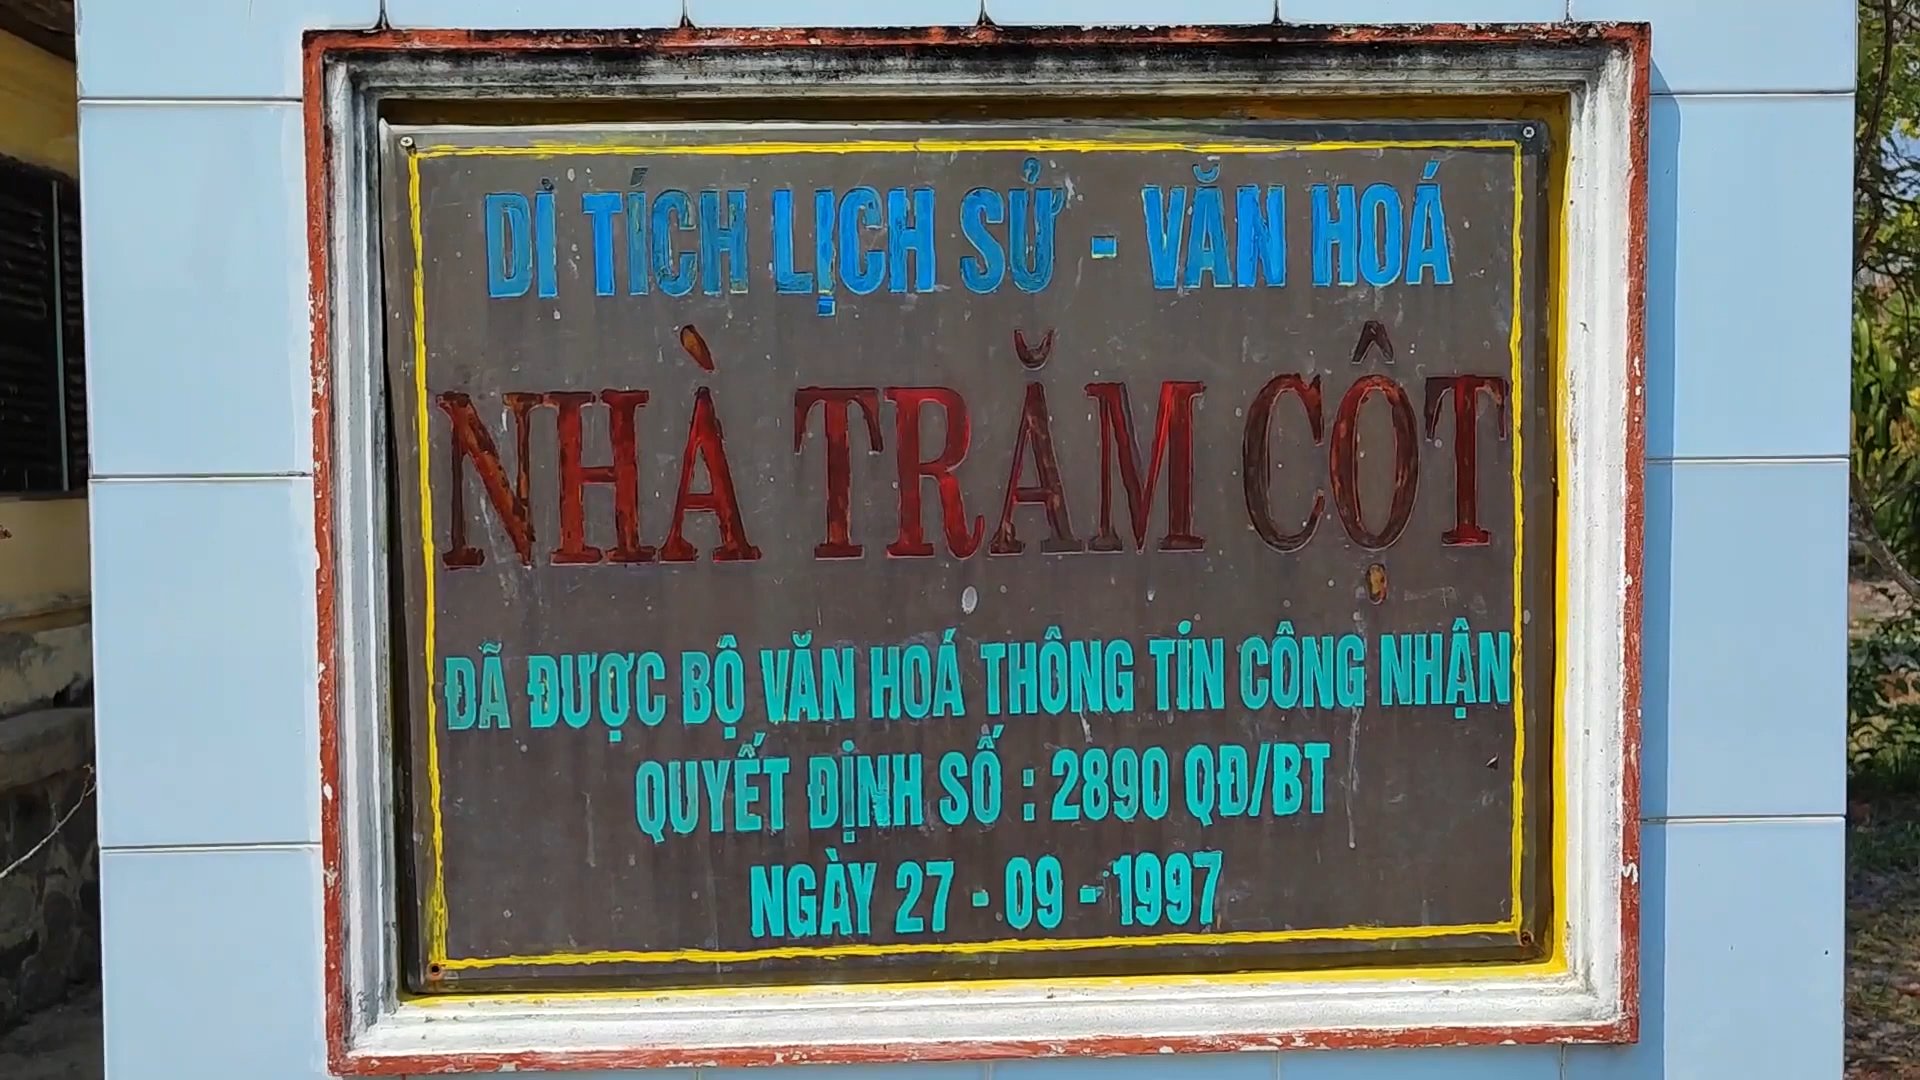 DI TÍCH LỊCH SỬ - VĂN HOÁ
NHÀ TRĂM CỘT
ĐÃ ĐƯỢC BỘ VĂN HOÁ THÔNG TIN CÔNG NHẬN
QUYẾT ĐỊNH SỐ : 2890 QĐ/BT
NGÀY 27 - 09 - 1997